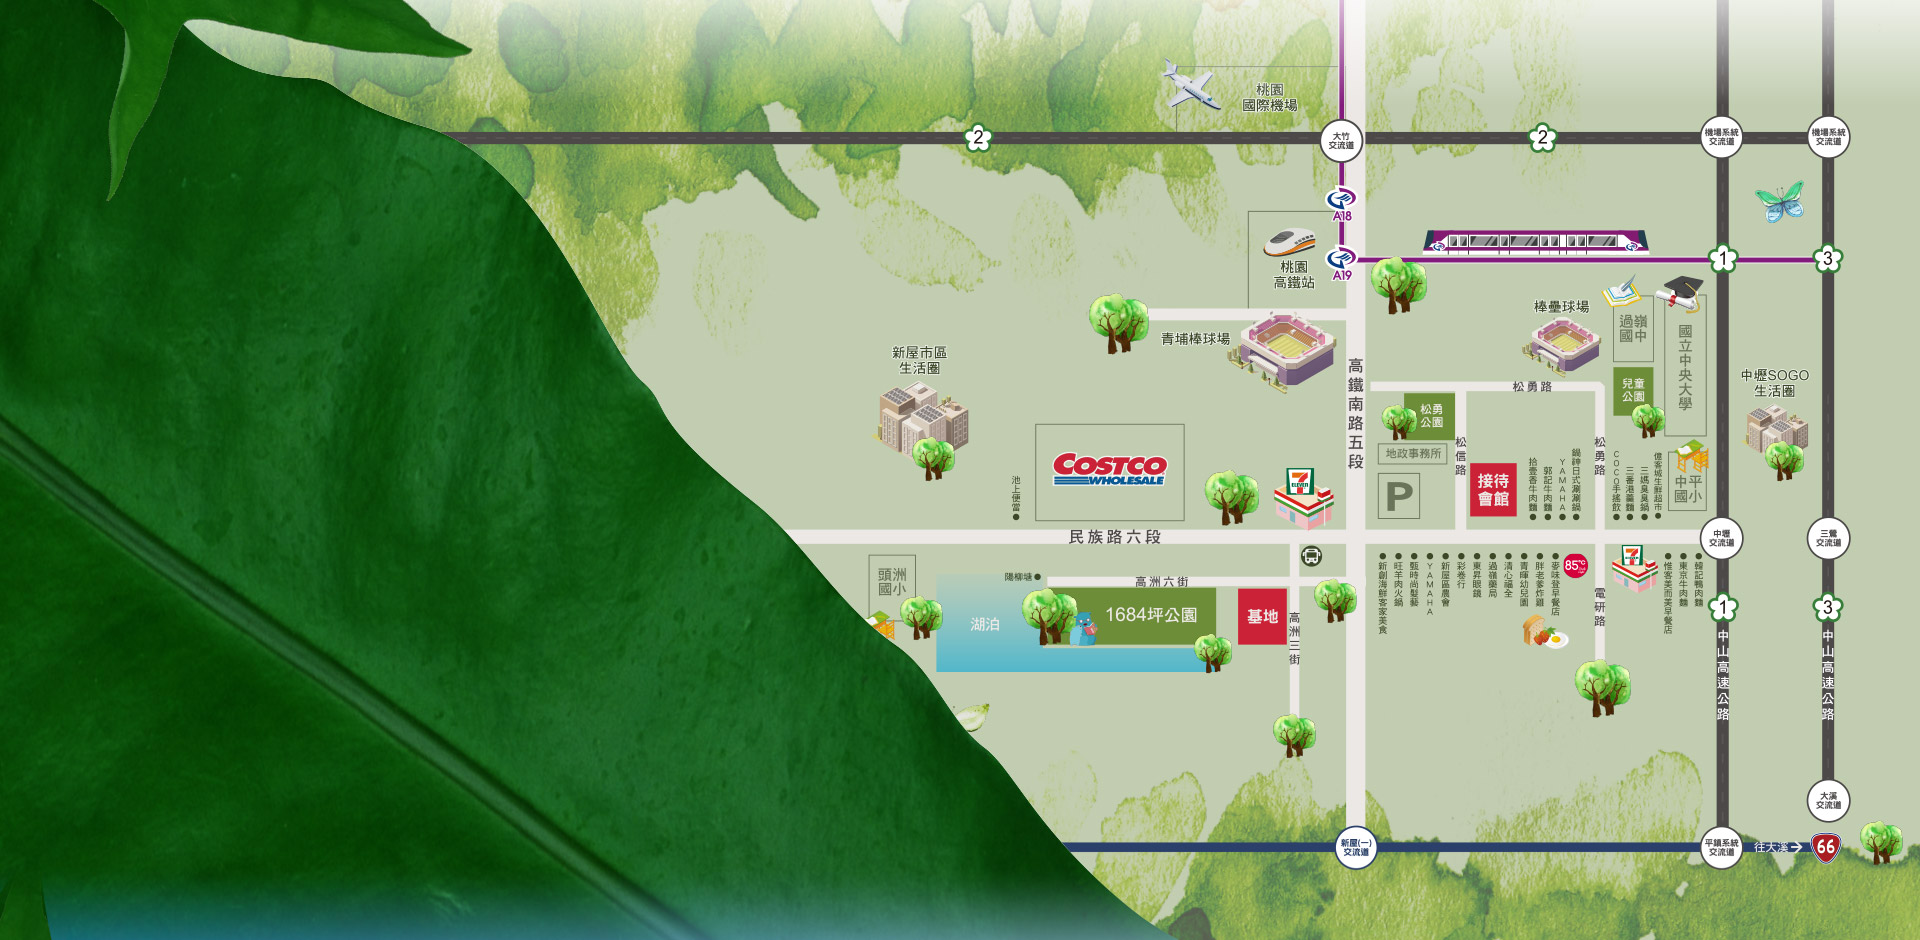 桃園
國際機場
2
大竹
交流道
2
機場系統
交流道
機場系統
交流道
A18
桃園
高鐵站
A19
1
3
棒壘球場
過嶺
國中
國立中央大學
青埔棒球場
新屋市區
生活圈
高鐵南路五段
松勇路
兒童
公園
中壢SOGO
生活圈
松勇
公園
地政事務所
松信路
松勇路
P
接待
會館
拾壹香牛肉麵
郭記牛肉麵
YAMAHA
鍋神日式涮涮鍋
COCO手搖飲
三番港羹麵
三媽臭臭鍋
億客城生鮮超市
中平
國小
COSTCO
WHOLESALE
池上便當
7
ELEVEN
民族路六段
中壢
交流道
三鶯
交流道
頭洲
國小
陽柳塘
高洲六街
湖泊
1684坪公園
基地
高洲三街
新創海鮮客家美食
旺羊肉火鍋
甄時尚髮藝
YAMAHA
新屋區農會
彩卷行
東昇眼鏡
過嶺藥局
清心福全
青暉幼兒園
胖老爹炸雞
麥味登早餐店
85°C
電研路
7
ELEVEN
惟客美而美早餐店
東京牛肉麵
韓記鴨肉麵
1
3
中山高速公路
中山高速公路
大溪
交流道
新屋(一)
交流道
平鎮系統
交流道
往大溪
66